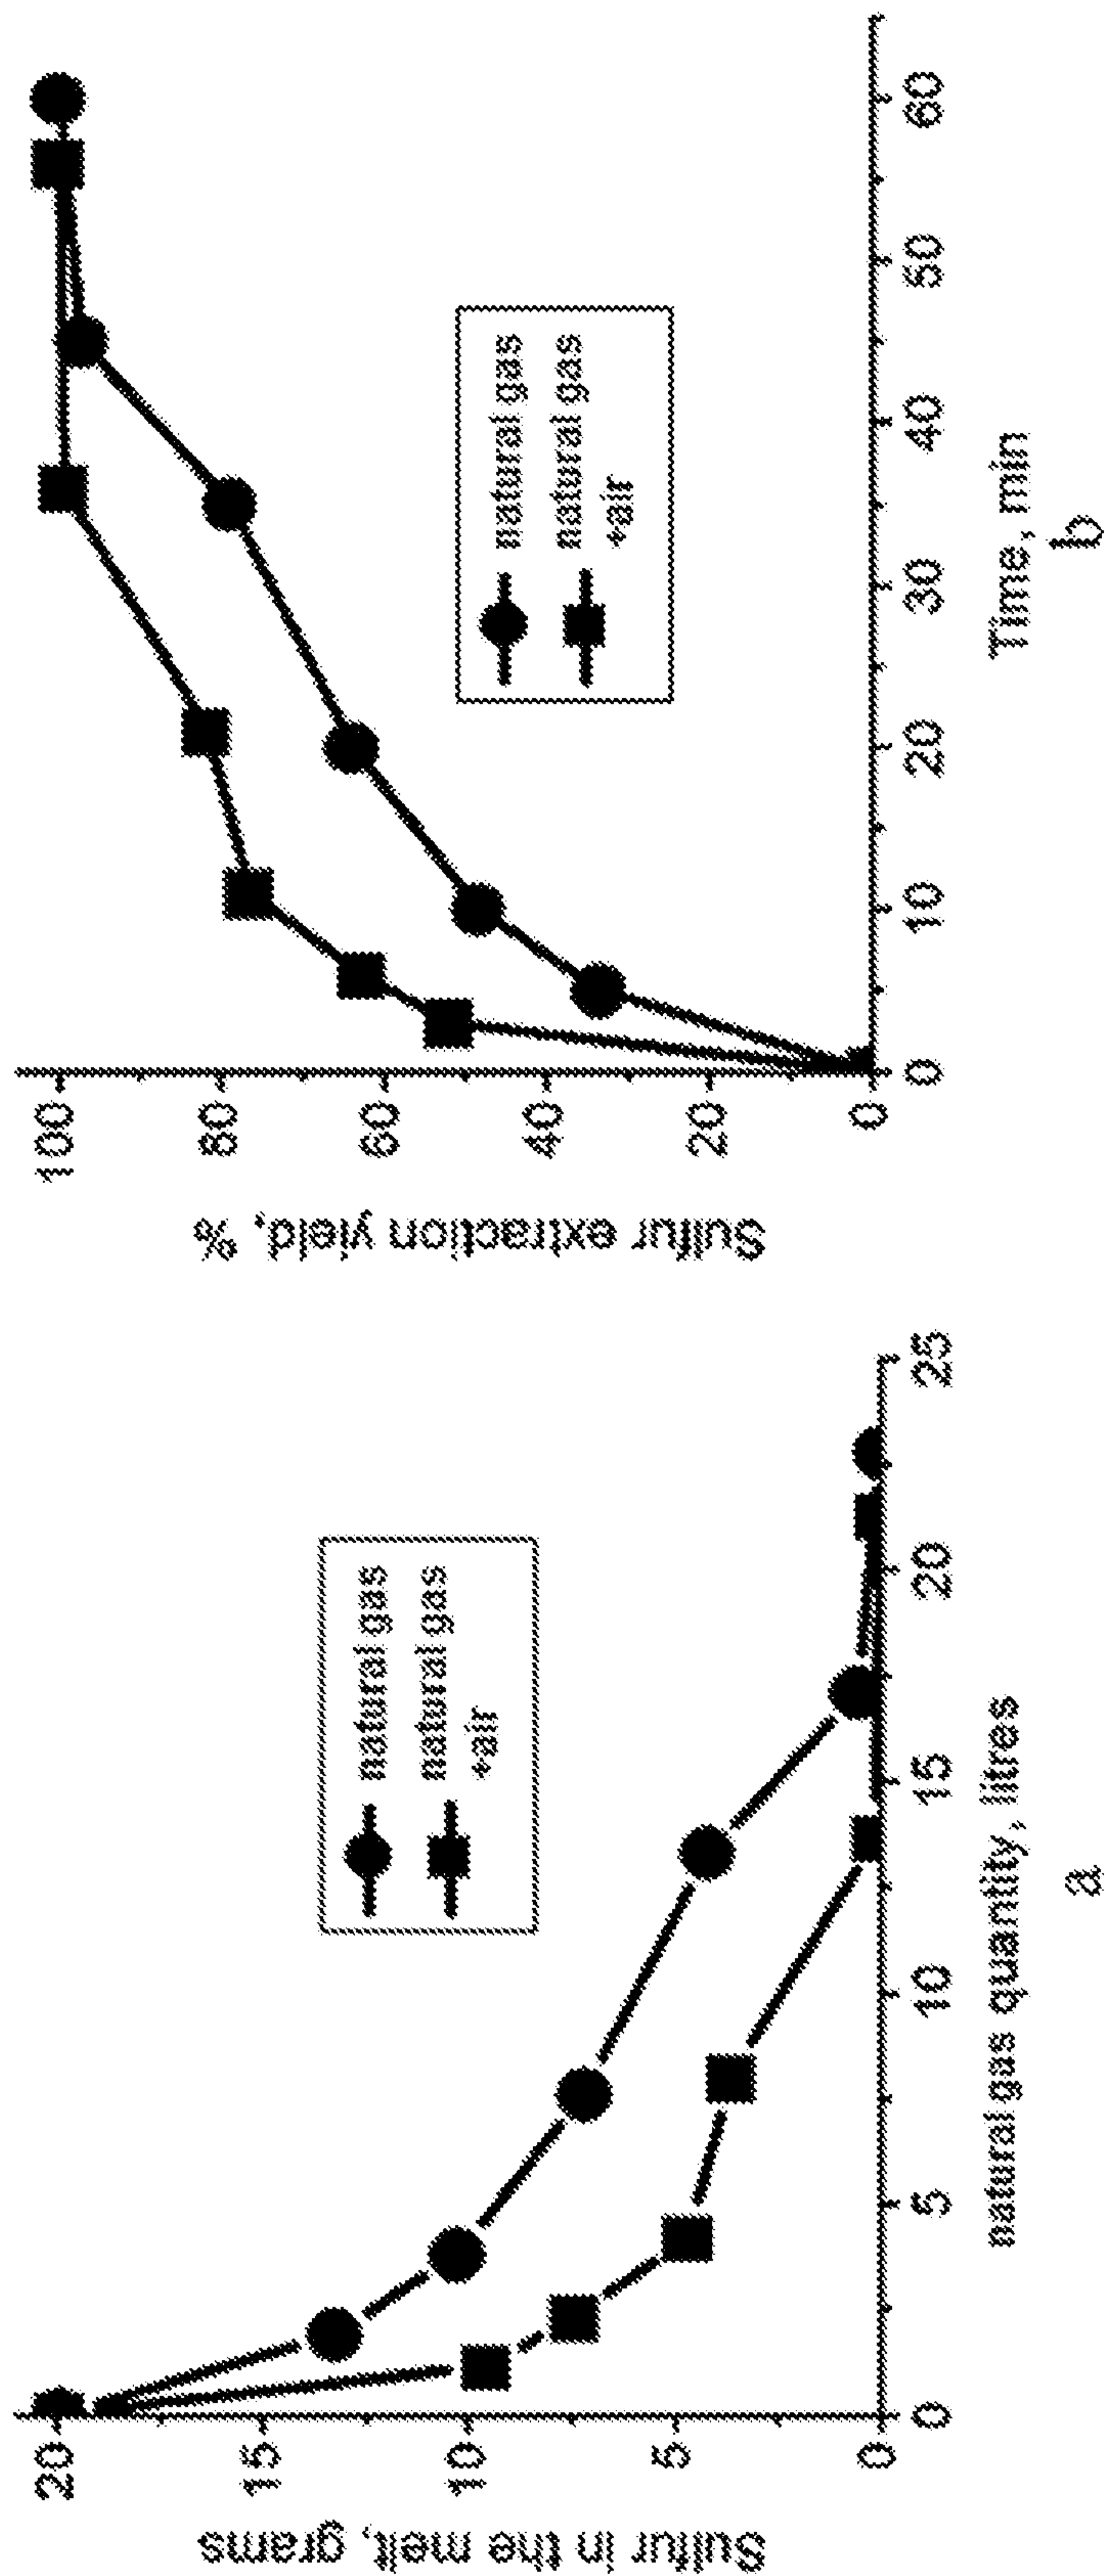 Sulfur in the melt, grams
20
15
10
5
0
0
5
10
15
20
25
natural gas quantity, litres
natural gas
natural gas
+air
a
Sulfur extraction yield, %
100
80
60
40
20
0
0
10
20
30
40
50
60
Time, min
natural gas
natural gas
+air
b